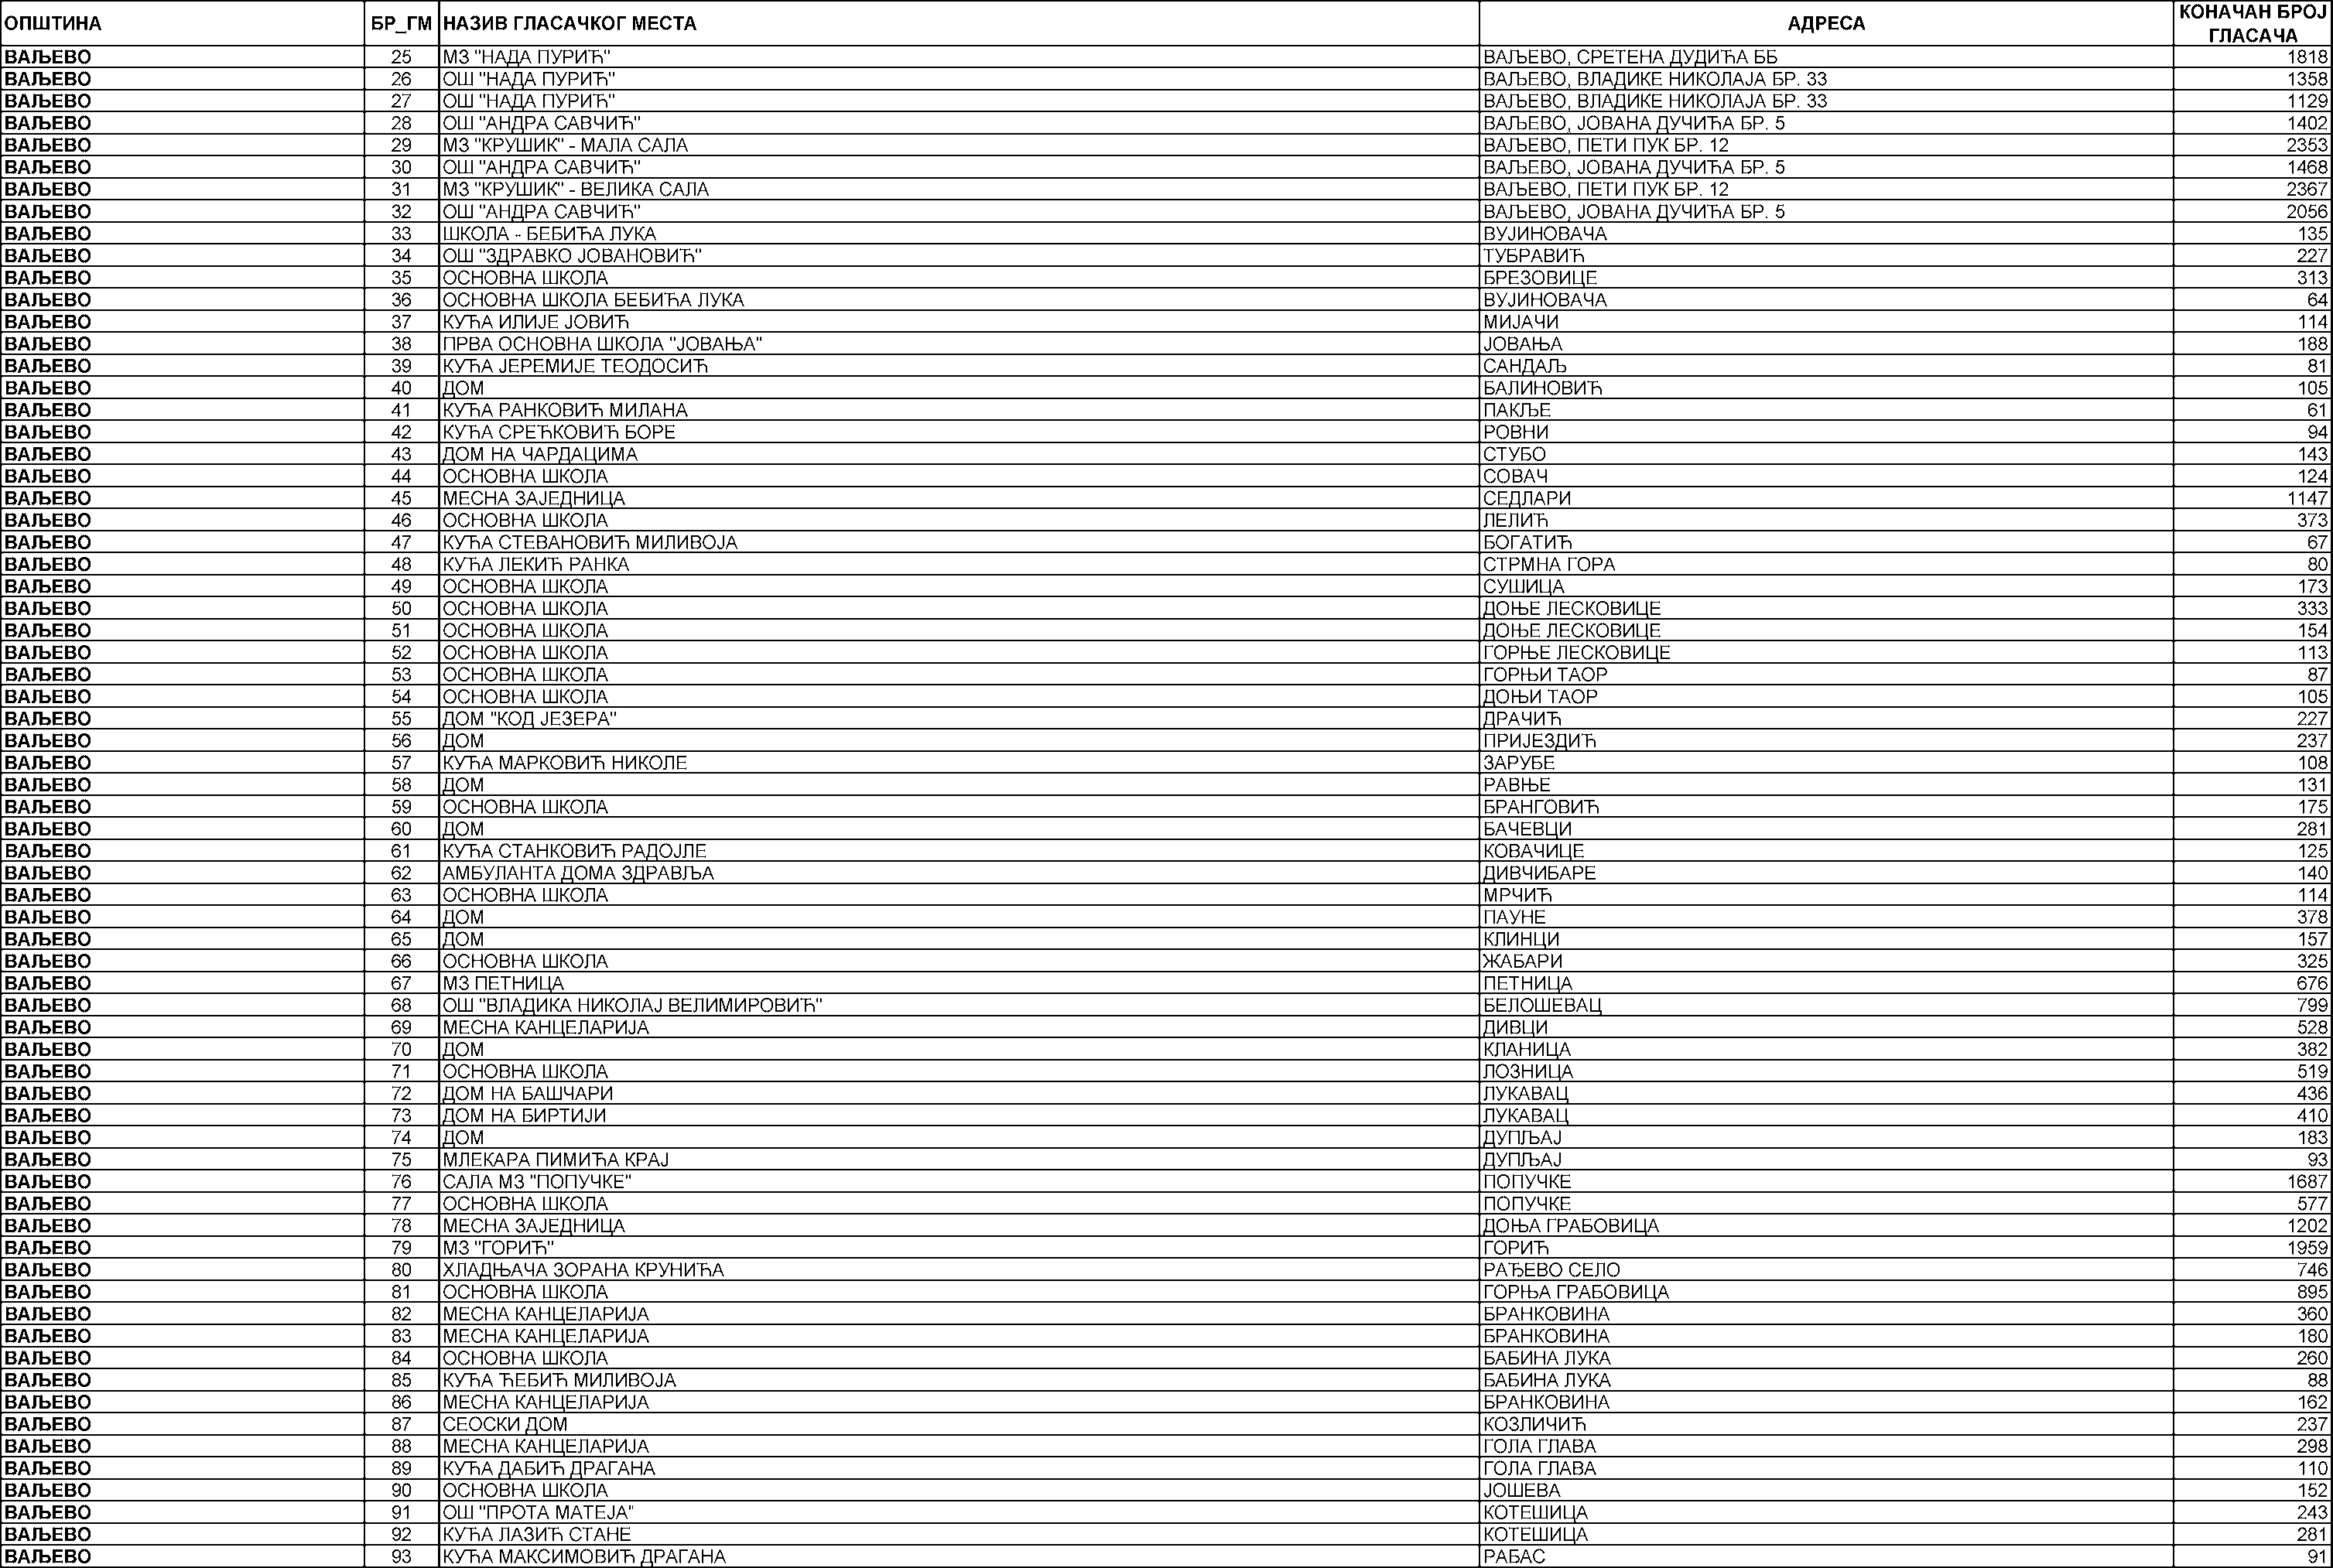 ОПШТИНА БР_ГМ НАЗИВ ГЛАСАЧКОГ МЕСТА АДРЕСА КОНАЧАН БРОЈ ГЛАСАЧА
ВАЉЕВО 25 МЗ "НАДА ПУРИЋ" ВАЉЕВО, СРЕТЕНА ДУДИЋА ББ 1818
ВАЉЕВО 26 ОШ "НАДА ПУРИЋ" ВАЉЕВО, ВЛАДИКЕ НИКОЛАЈА БР. 33 1358
ВАЉЕВО 27 ОШ "НАДА ПУРИЋ" ВАЉЕВО, ВЛАДИКЕ НИКОЛАЈА БР. 33 1129
ВАЉЕВО 28 ОШ "АНДРА САВЧИЋ" ВАЉЕВО, ЈОВАНА ДУЧИЋА БР. 5 1402
ВАЉЕВО 29 МЗ "КРУШИК" - МАЛА САЛА ВАЉЕВО, ПЕТИ ПУК БР. 12 2353
ВАЉЕВО 30 ОШ "АНДРА САВЧИЋ" ВАЉЕВО, ЈОВАНА ДУЧИЋА БР. 5 1468
ВАЉЕВО 31 МЗ "КРУШИК" - ВЕЛИКА САЛА ВАЉЕВО, ПЕТИ ПУК БР. 12 2367
ВАЉЕВО 32 ОШ "АНДРА САВЧИЋ" ВАЉЕВО, ЈОВАНА ДУЧИЋА БР. 5 2056
ВАЉЕВО 33 ШКОЛА - БЕБИЋА ЛУКА ВУЈИНОВАЧА 135
ВАЉЕВО 34 ОШ "ЗДРАВКО ЈОВАНОВИЋ" ТУБРАВИЋ 227
ВАЉЕВО 35 ОСНОВНА ШКОЛА БРЕЗОВИЦЕ 313
ВАЉЕВО 36 ОСНОВНА ШКОЛА БЕБИЋА ЛУКА ВУЈИНОВАЧА 64
ВАЉЕВО 37 КУЋА ИЛИЈЕ ЈОВИЋ МИЈАЧИ 114
ВАЉЕВО 38 ПРВА ОСНОВНА ШКОЛА "ЈОВАЊА" ЈОВАЊА 188
ВАЉЕВО 39 КУЋА ЈЕРЕМИЈЕ ТЕОДОСИЋ САНДАЉ 81
ВАЉЕВО 40 ДОМ БАЛИНОВИЋ 105
ВАЉЕВО 41 КУЋА РАНКОВИЋ МИЛАНА ПАКЉЕ 61
ВАЉЕВО 42 КУЋА СРЕЋКОВИЋ БОРЕ РОВНИ 94
ВАЉЕВО 43 ДОМ НА ЧАРДАЦИМА СТУБО 143
ВАЉЕВО 44 ОСНОВНА ШКОЛА СОВАЧ 124
ВАЉЕВО 45 МЕСНА ЗАЈЕДНИЦА СЕДЛАРИ 1147
ВАЉЕВО 46 ОСНОВНА ШКОЛА ЛЕЛИЋ 373
ВАЉЕВО 47 КУЋА СТЕВАНОВИЋ МИЛИВОЈА БОГАТИЋ 67
ВАЉЕВО 48 КУЋА ЛЕКИЋ РАНКА СТРМНА ГОРА 80
ВАЉЕВО 49 ОСНОВНА ШКОЛА СУШИЦА 173
ВАЉЕВО 50 ОСНОВНА ШКОЛА ДОЊЕ ЛЕСКОВИЦЕ 333
ВАЉЕВО 51 ОСНОВНА ШКОЛА ДОЊЕ ЛЕСКОВИЦЕ 154
ВАЉЕВО 52 ОСНОВНА ШКОЛА ГОРЊЕ ЛЕСКОВИЦЕ 113
ВАЉЕВО 53 ОСНОВНА ШКОЛА ГОРЊИ ТАОР 87
ВАЉЕВО 54 ОСНОВНА ШКОЛА ДОЊИ ТАОР 105
ВАЉЕВО 55 ДОМ "КОД ЈЕЗЕРА" ДРАЧИЋ 227
ВАЉЕВО 56 ДОМ ПРИЈЕЗДИЋ 237
ВАЉЕВО 57 КУЋА МАРКОВИЋ НИКОЛЕ ЗАРУБЕ 108
ВАЉЕВО 58 ДОМ РАВЊЕ 131
ВАЉЕВО 59 ОСНОВНА ШКОЛА БРАНГОВИЋ 175
ВАЉЕВО 60 ДОМ БАЧЕВЦИ 281
ВАЉЕВО 61 КУЋА СТАНКОВИЋ РАДОЈЛЕ КОВАЧИЦЕ 125
ВАЉЕВО 62 АМБУЛАНТА ДОМА ЗДРАВЉА ДИВЧИБАРЕ 140
ВАЉЕВО 63 ОСНОВНА ШКОЛА МРЧИЋ 114
ВАЉЕВО 64 ДОМ ПАУНЕ 378
ВАЉЕВО 65 ДОМ КЛИНЦИ 157
ВАЉЕВО 66 ОСНОВНА ШКОЛА ЖАБАРИ 325
ВАЉЕВО 67 МЗ ПЕТНИЦА ПЕТНИЦА 676
ВАЉЕВО 68 ОШ "ВЛАДИКА НИКОЛАЈ ВЕЛИМИРОВИЋ" БЕЛОШЕВАЦ 799
ВАЉЕВО 69 МЕСНА КАНЦЕЛАРИЈА ДИВЦИ 528
ВАЉЕВО 70 ДОМ КЛАНИЦА 382
ВАЉЕВО 71 ОСНОВНА ШКОЛА ЛОЗНИЦА 519
ВАЉЕВО 72 ДОМ НА БАШЧАРИ ЛУКАВАЦ 436
ВАЉЕВО 73 ДОМ НА БИРТИЈИ ЛУКАВАЦ 410
ВАЉЕВО 74 ДОМ ДУПЉАЈ 183
ВАЉЕВО 75 МЛЕКАРА ПИМИЋА КРАЈ ДУПЉАЈ 93
ВАЉЕВО 76 САЛА МЗ "ПОПУЧКЕ" ПОПУЧКЕ 1687
ВАЉЕВО 77 ОСНОВНА ШКОЛА ПОПУЧКЕ 577
ВАЉЕВО 78 МЕСНА ЗАЈЕДНИЦА ДОЊА ГРАБОВИЦА 1202
ВАЉЕВО 79 МЗ "ГОРИЋ" ГОРИЋ 1959
ВАЉЕВО 80 ХЛАДЊАЧА ЗОРАНА КРУНИЋА РАЂЕВО СЕЛО 746
ВАЉЕВО 81 ОСНОВНА ШКОЛА ГОРЊА ГРАБОВИЦА 895
ВАЉЕВО 82 МЕСНА КАНЦЕЛАРИЈА БРАНКОВИНА 360
ВАЉЕВО 83 МЕСНА КАНЦЕЛАРИЈА БРАНКОВИНА 180
ВАЉЕВО 84 ОСНОВНА ШКОЛА БАБИНА ЛУКА 260
ВАЉЕВО 85 КУЋА ЋЕБИЋ МИЛИВОЈА БАБИНА ЛУКА 88
ВАЉЕВО 86 МЕСНА КАНЦЕЛАРИЈА БРАНКОВИНА 162
ВАЉЕВО 87 СЕОСКИ ДОМ КОЗЛИЧИЋ 237
ВАЉЕВО 88 МЕСНА КАНЦЕЛАРИЈА ГОЛА ГЛАВА 298
ВАЉЕВО 89 КУЋА ДАБИЋ ДРАГАНА ГОЛА ГЛАВА 110
ВАЉЕВО 90 ОСНОВНА ШКОЛА ЈОШЕВА 152
ВАЉЕВО 91 ОШ "ПРОТА МАТЕЈА" КОТЕШИЦА 243
ВАЉЕВО 92 КУЋА ЛАЗИЋ СТАНЕ КОТЕШИЦА 281
ВАЉЕВО 93 КУЋА МАКСИМОВИЋ ДРАГАНА РАБАС 91